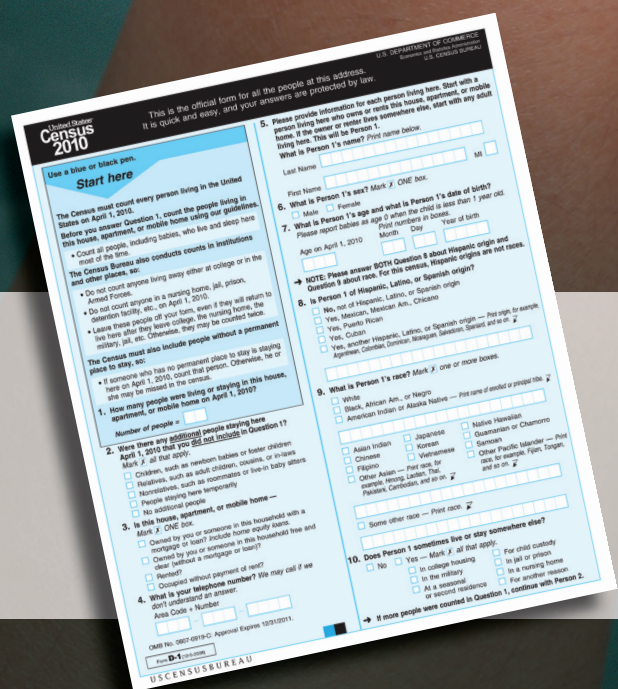 U.S. DEPARTMENT OF COMMERCE
Economics and Statistics Administration
U.S. CENSUS BUREAU
This is the official form for all the people at this address.
It is quick and easy, and your answers are protected by law.
United States
Census
2010
Use a blue or black pen.
Start here
The Census must count every person living in the United
States on April 1, 2010.
Before you answer Question 1, count the people living in
this house, apartment, or mobile home using our guidelines.
• Count all people, including babies, who live and sleep here
most of the time.
The Census Bureau also conducts counts in institutions
and other places, so:
• Do not count anyone living away either at college or in the
Armed Forces.
• Do not count anyone in a nursing home, jail, prison,
detention facility, etc., on April 1, 2010.
• Leave these people off your form, even if they will return to
live here after they leave college, the nursing home, the
military, jail, etc. Otherwise, they may be counted twice.
The Census must also include people without a permanent
place to stay, so:
• If someone who has no permanent place to stay is staying
here on April 1, 2010, count that person. Otherwise, he or
she may be missed in the census.
1. How many people were living or staying in this house,
apartment, or mobile home on April 1, 2010?
Number of people =
2. Were there any additional people staying here
April 1, 2010 that you did not include in Question 1?
Mark X all that apply.
Children, such as newborn babies or foster children
Relatives, such as adult children, cousins, or in-laws
Nonrelatives, such as roommates or live-in baby sitters
People staying here temporarily
No additional people
3. Is this house, apartment, or mobile home —
Mark X ONE box.
Owned by you or someone in this household with a
mortgage or loan? Include home equity loans.
Owned by you or someone in this household free and
clear (without a mortgage or loan)?
Rented?
Occupied without payment of rent?
4. What is your telephone number? We may call if we
don't understand an answer.
Area Code + Number
OMB No. 0607-0919-C: Approval Expires 12/31/2011.
Form D-1
USCENSUSBUREAU
5. Please provide information for each person living here. Start with a
person living here who owns or rents this house, apartment, or mobile
home. If the owner or renter lives somewhere else, start with any adult
living here. This will be Person 1.
What is Person 1's name? Print name below.
Last Name
First Name MI
6. What is Person 1's sex? Mark X ONE box.
Male Female
7. What is Person 1's age and what is Person 1's date of birth?
Please report babies as age 0 when the child is less than 1 year old.
Print numbers in boxes.
Age on April 1, 2010 Month Day Year of birth
→ NOTE: Please answer BOTH Question 8 about Hispanic origin and
Question 9 about race. For this census, Hispanic origins are not races.
8. Is Person 1 of Hispanic, Latino, or Spanish origin?
No, not of Hispanic, Latino, or Spanish origin
Yes, Mexican, Mexican Am., Chicano
Yes, Puerto Rican
Yes, Cuban
Yes, another Hispanic, Latino, or Spanish origin — Print origin, for example,
Argentinean, Colombian, Dominican, Nicaraguan, Salvadoran, Spaniard, and so on.
9. What is Person 1's race? Mark X one or more boxes.
White
Black, African Am., or Negro
American Indian or Alaska Native — Print name of enrolled or principal tribe.
Asian Indian Japanese Native Hawaiian
Chinese Korean Guamanian or Chamorro
Filipino Vietnamese Samoan
Other Asian — Print race, for
example, Hmong, Laotian, Thai,
Pakistani, Cambodian, and so on.
Other Pacific Islander — Print
race, for example, Fijian, Tongan,
and so on.
Some other race — Print race.
10. Does Person 1 sometimes live or stay somewhere else?
No Yes — Mark X all that apply.
In college housing For child custody
In the military In jail or prison
At a seasonal In a nursing home
or second residence For another reason
→ If more people were counted in Question 1, continue with Person 2.